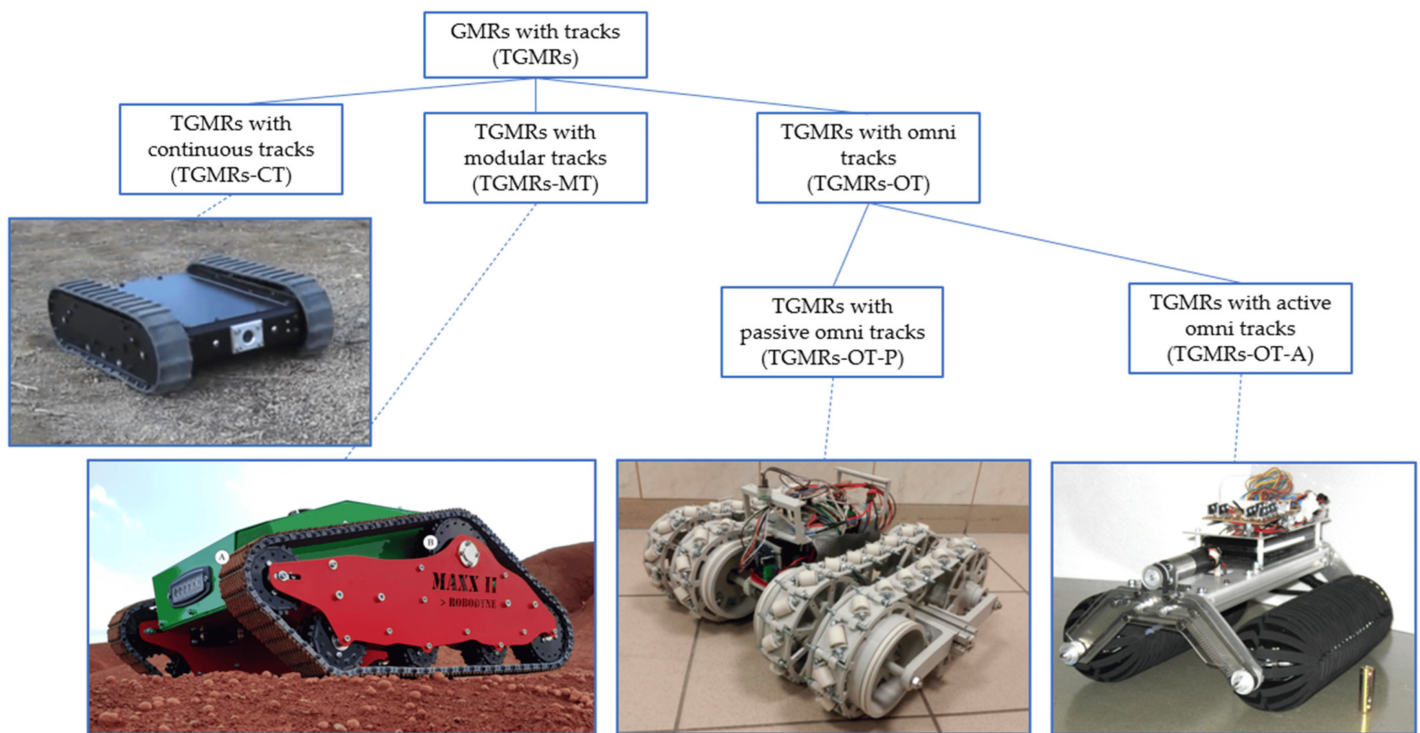 GMRs with tracks
(TGMRs)
TGMRs with
continuous tracks
(TGMRs-CT)
TGMRs with
modular tracks
(TGMRs-MT)
TGMRs with omni
tracks
(TGMRs-OT)
TGMRs with
passive omni tracks
(TGMRs-OT-P)
TGMRs with active
omni tracks
(TGMRs-OT-A)
A
B
MAXX II
> ROBODYNE